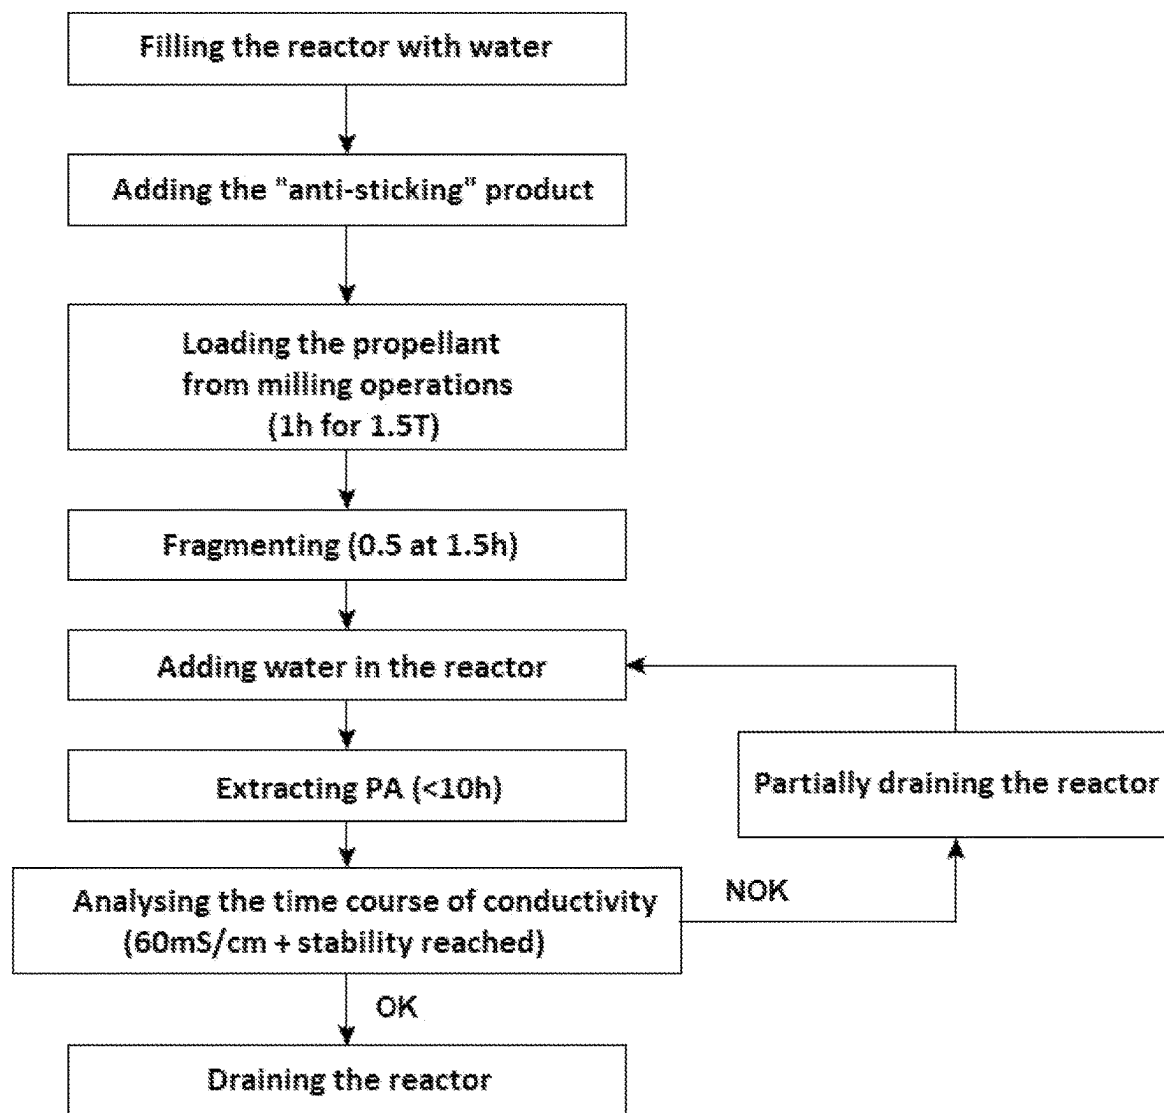 Filling the reactor with water
Adding the "anti-sticking" product
Loading the propellant
from milling operations
(1h for 1.5T)
Fragmenting (0.5 at 1.5h)
Adding water in the reactor
Extracting PA (<10h)
Partially draining the reactor
Analysing the time course of conductivity
(60mS/cm + stability reached)
NOK
OK
Draining the reactor